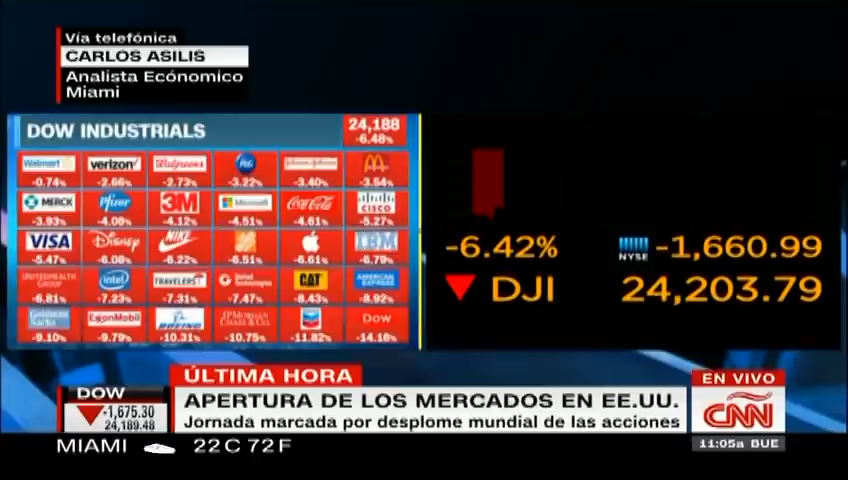 Vía telefónica
CARLOS ASILIS
Analista Ecónomico
Miami
DOW INDUSTRIALS
24,188
-6.48%
Walmart verizon Walgreens P&G Johnson & Johnson M
-0.74% -2.66% -2.73% -3.22% -3.40% -3.54%
MERCK Pfizer 3M Microsoft Coca-Cola CISCO
-3.93% -4.08% -4.12% -4.51% -4.61% -5.27%
VISA Disney NIKE IBM
-5.47% -6.08% -6.22% -6.51% -6.61% -6.79%
UNITEDHEALTH GROUP intel TRAVELERS United Technologies CAT AMERICAN EXPRESS
-6.81% -7.23% -7.31% -7.47% -8.43% -8.92%
Goldman Sachs ExxonMobil BOEING JPMORGAN CHASE & CO. Chevron Dow
-9.10% -9.79% -10.31% -10.75% -11.82% -14.16%
-6.42% NYSE -1,660.99
DJI 24,203.79
ÚLTIMA HORA
EN VIVO
DOW
-1,675.30
24,189.48
APERTURA DE LOS MERCADOS EN EE.UU.
Jornada marcada por desplome mundial de las acciones
CNN
11:05a BUE
MIAMI 22C 72F